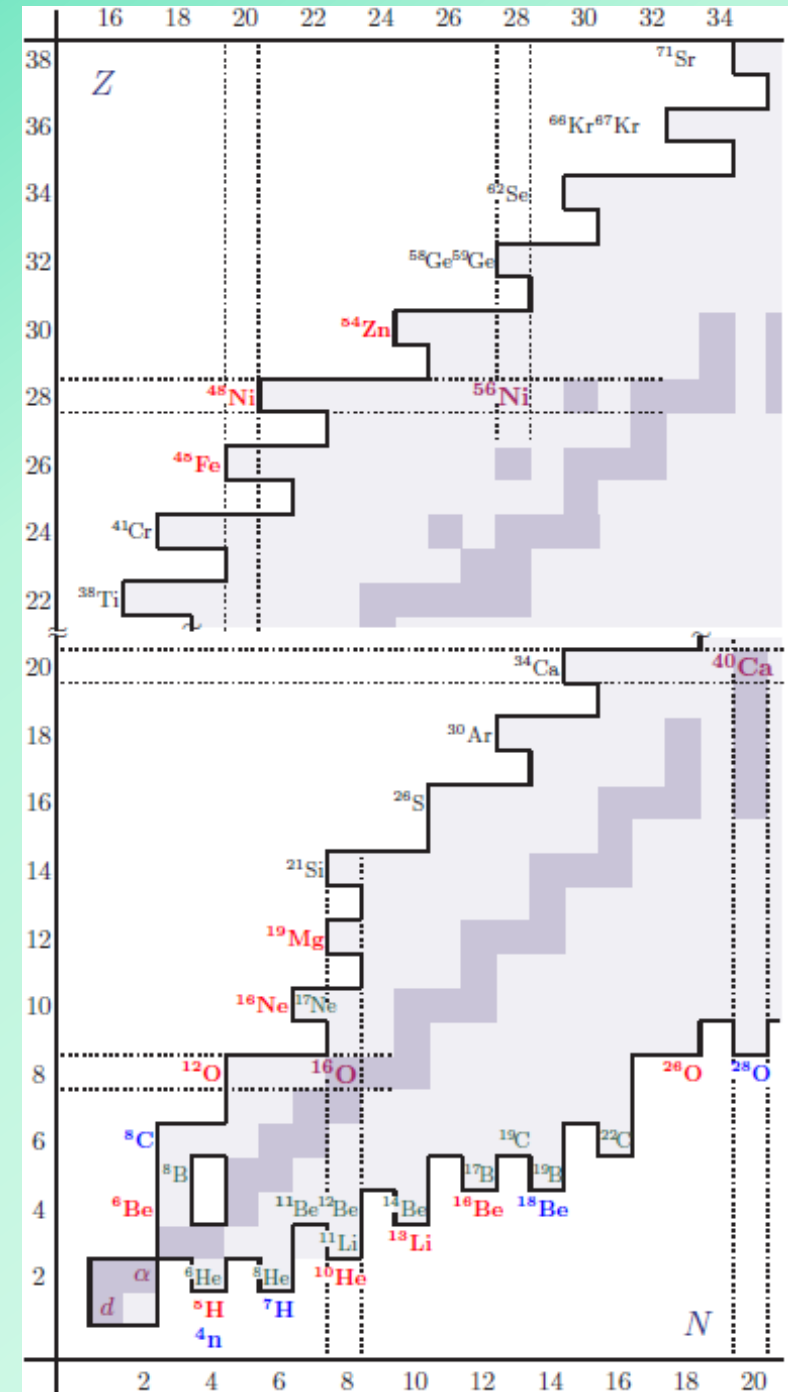 16 18 20 22 24 26 28 30 32 34
38 ⁷¹Sr
Z
36 ⁶⁶Kr⁶⁷Kr
34 ⁶²Se
32 ⁵⁸Ge⁵⁹Ge
30 ⁵⁴Zn
28 ⁴⁸Ni ⁵⁶Ni
26 ⁴⁵Fe
24 ⁴¹Cr
22 ³⁸Ti
20 ³⁴Ca ⁴⁰Ca
18 ³⁰Ar
16 ²⁶S
14 ²¹Si
12 ¹⁹Mg
10 ¹⁶Ne ¹⁷Ne
8 ¹²O ¹⁶O ²⁶O ²⁸O
6 ⁸C ¹⁹C ²²C
⁸B ¹⁷B ¹⁹B
4 ⁶Be ¹¹Be¹²Be ¹⁴Be ¹⁶Be ¹⁸Be
¹¹Li ¹³Li
2 α ⁶He ⁸He ¹⁰He
d ⁵H ⁷H
⁴n N
2 4 6 8 10 12 14 16 18 20